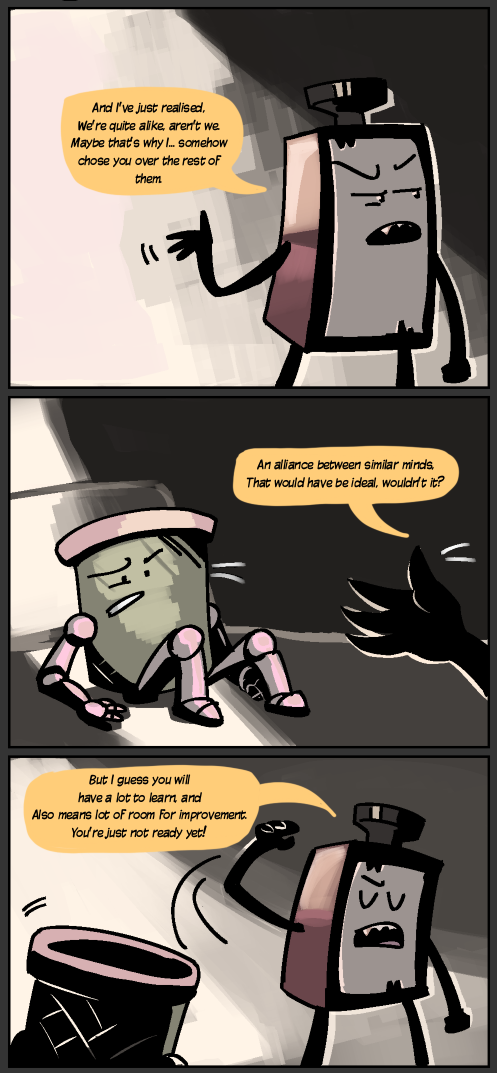 And I've just realised,
We're quite alike, aren't we.
Maybe that's why I... somehow
chose you over the rest of
them.
An alliance between similar minds,
That would have be ideal, wouldn't it?
But I guess you will
have a lot to learn, and
Also means lot of room for improvement.
You're just not ready yet!